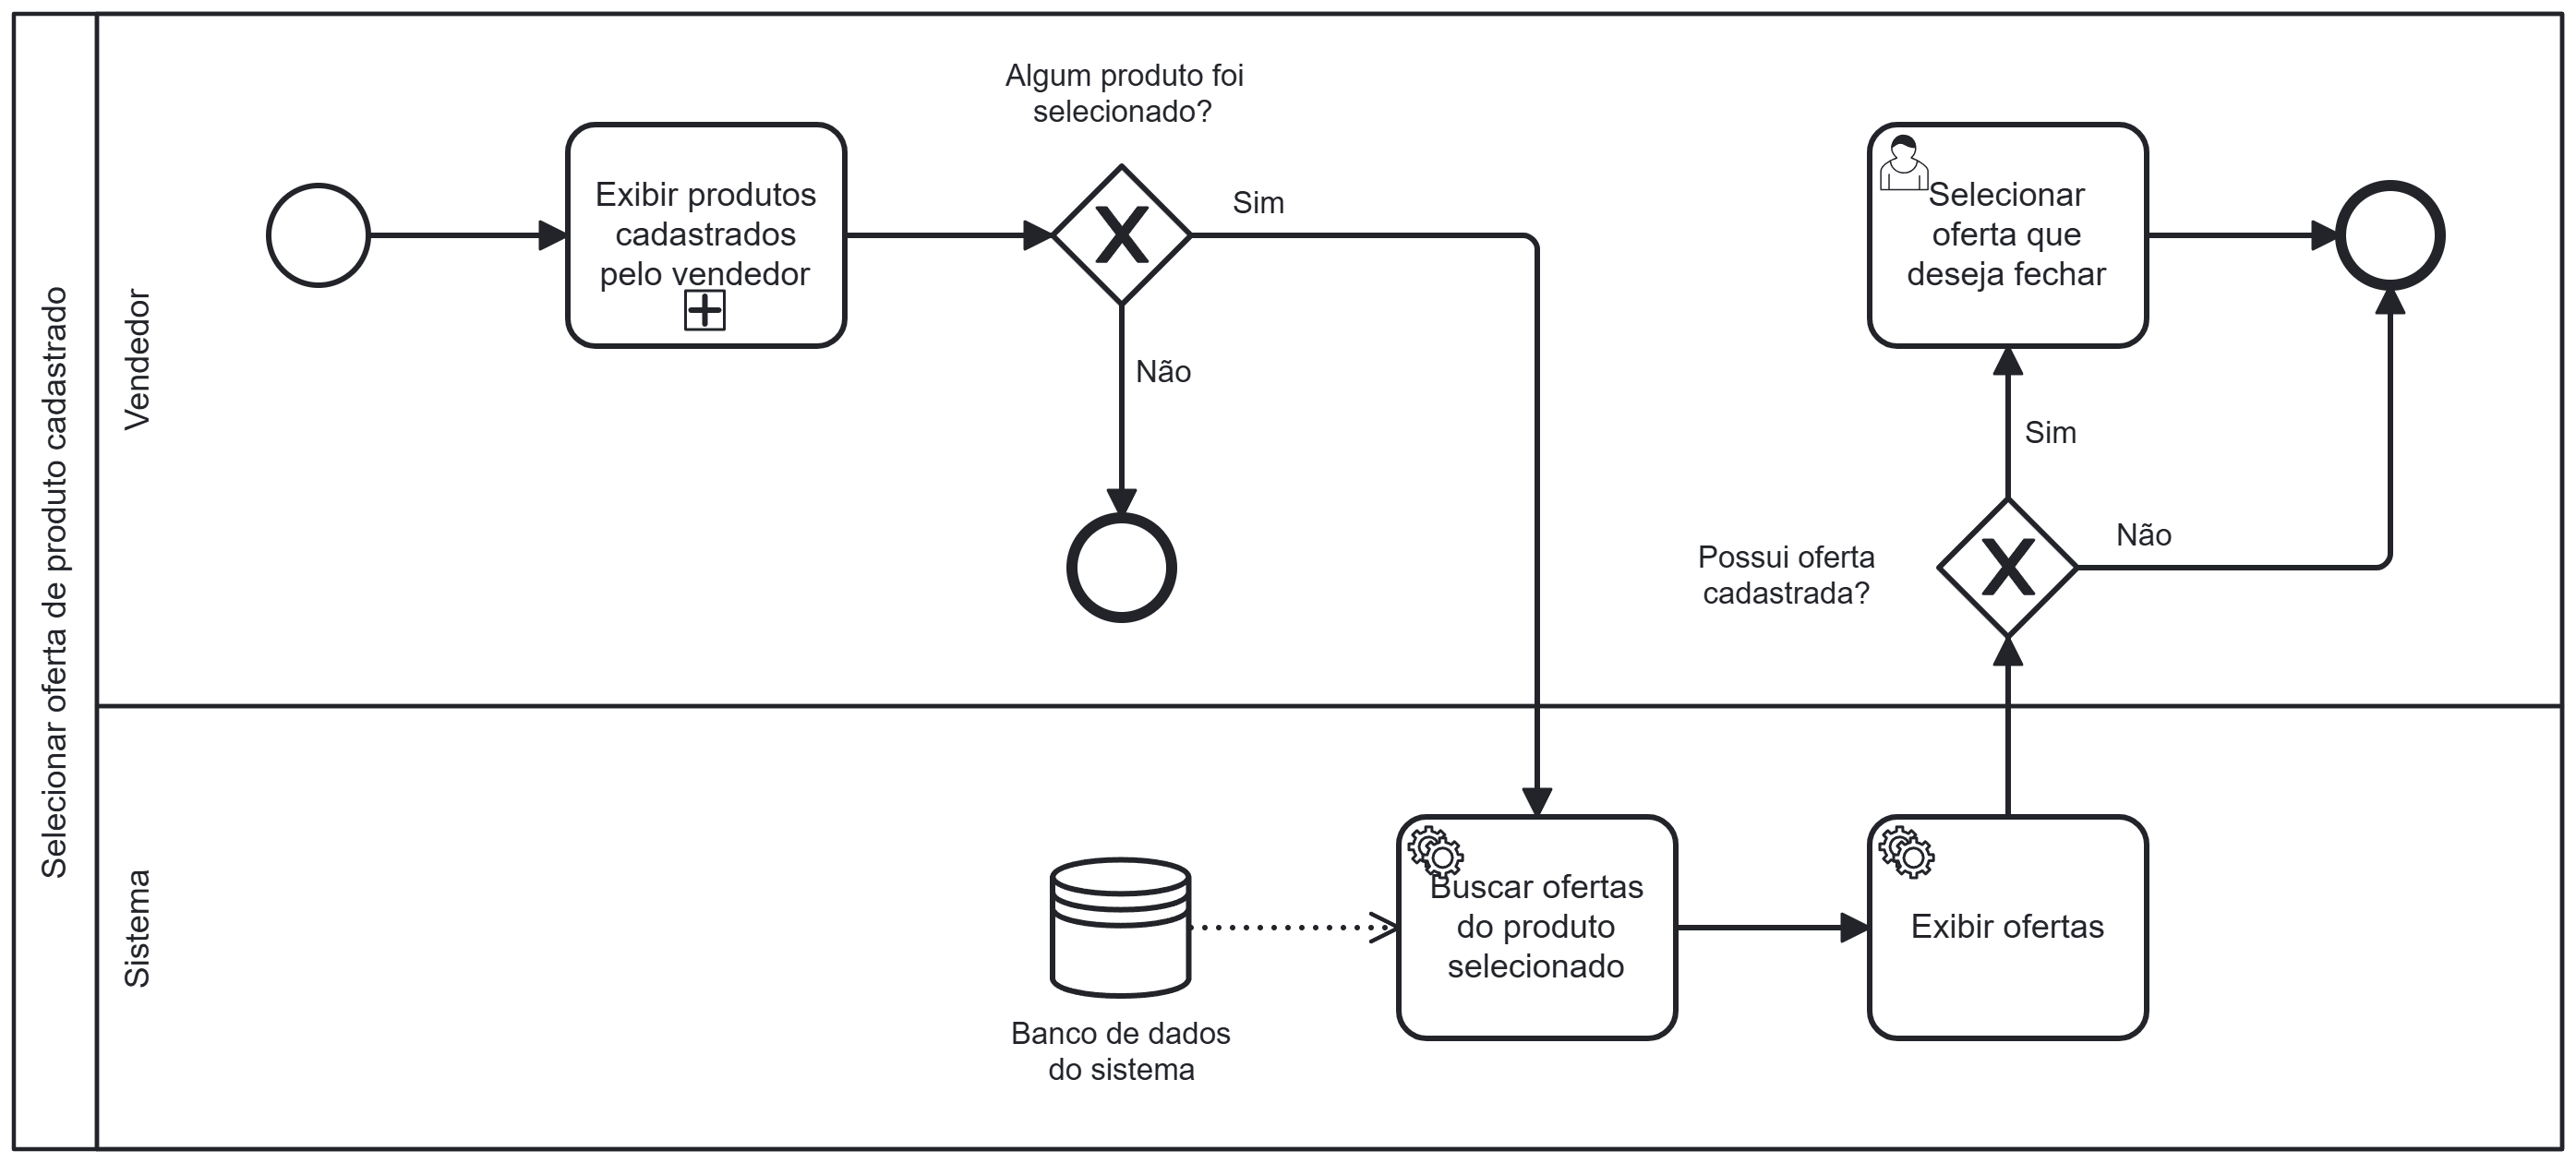 Selecionar oferta de produto cadastrado
Vendedor
Exibir produtos
cadastrados
pelo vendedor
Algum produto foi
selecionado?
Sim
Não
Selecionar
oferta que
deseja fechar
Sim
Possui oferta
cadastrada?
Não
Sistema
Banco de dados
do sistema
Buscar ofertas
do produto
selecionado
Exibir ofertas